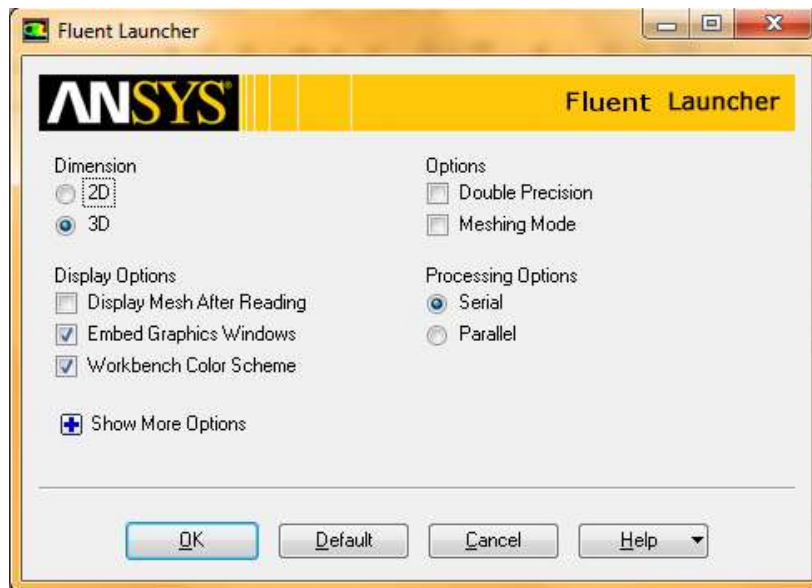 Fluent Launcher
ANSYS®
Fluent Launcher
Dimension
2D
3D
Options
Double Precision
Meshing Mode
Display Options
Display Mesh After Reading
Embed Graphics Windows
Workbench Color Scheme
Processing Options
Serial
Parallel
Show More Options
OK Default Cancel Help